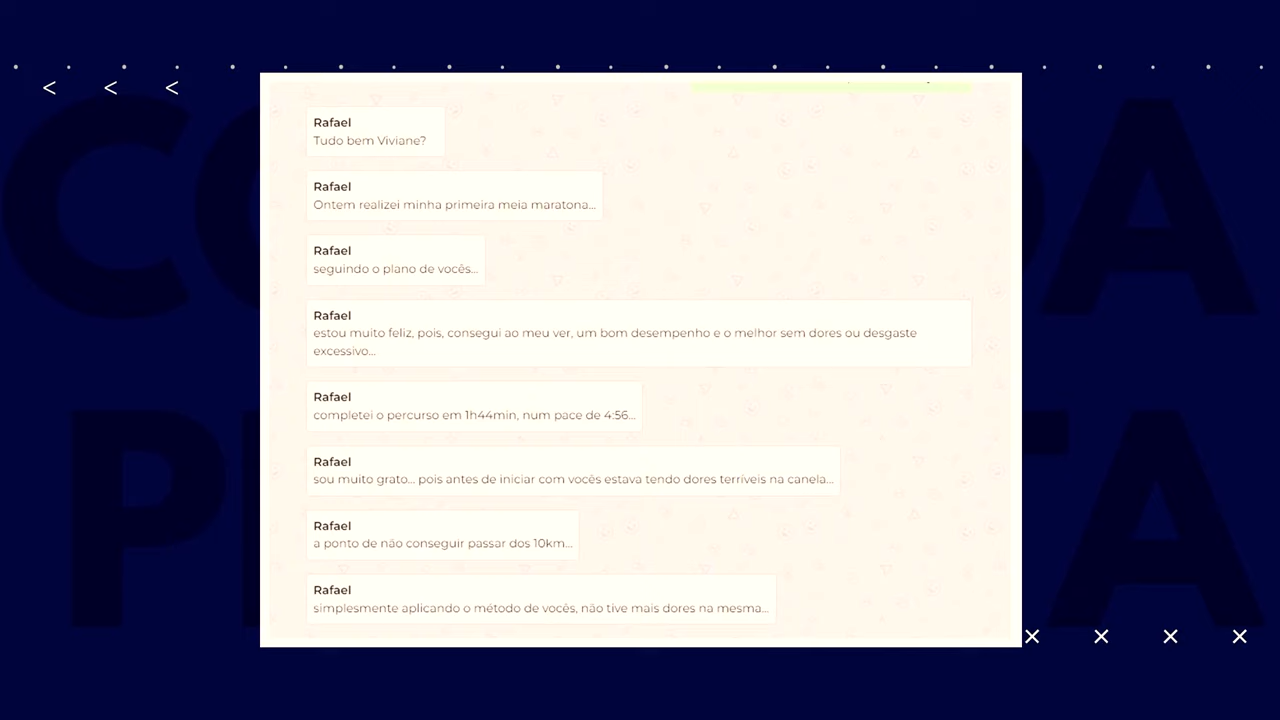 Rafael
Tudo bem Viviane?
Rafael
Ontem realizei minha primeira meia maratona...
Rafael
seguindo o plano de vocês...
Rafael
estou muito feliz, pois, consegui ao meu ver, um bom desempenho e o melhor sem dores ou desgaste
excessivo...
Rafael
completei o percurso em 1h44min, num pace de 4:56...
Rafael
sou muito grato... pois antes de iniciar com vocês estava tendo dores terríveis na canela...
Rafael
a ponto de não conseguir passar dos 10km...
Rafael
simplesmente aplicando o método de vocês, não tive mais dores na mesma...